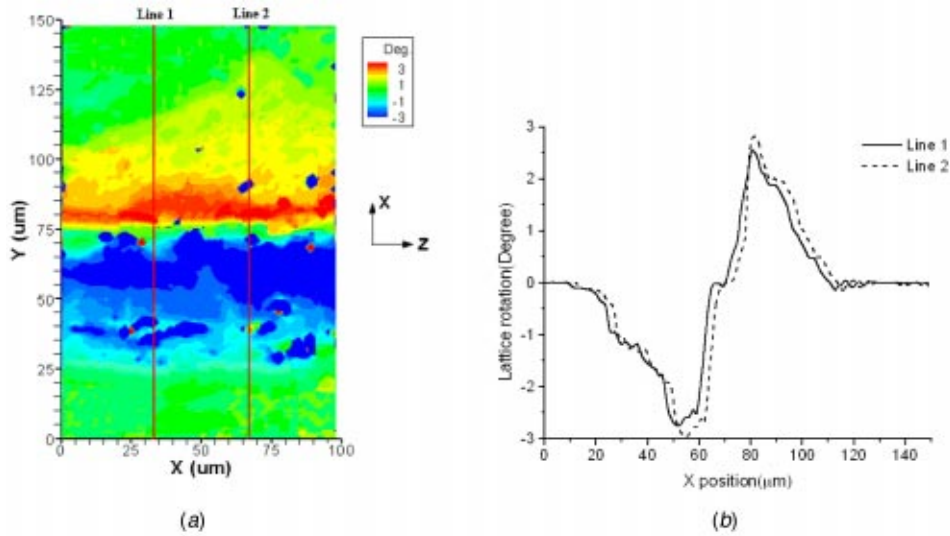 Line 1 Line 2
150
125
100
75
50
25
0
Y (um)
0 25 50 75 100
X (um)
Deg.
3
1
-1
-3
X
Z
(a)
3
2
1
0
-1
-2
-3
Lattice rotation(Degree)
0 20 40 60 80 100 120 140
X position(μm)
Line 1
Line 2
(b)